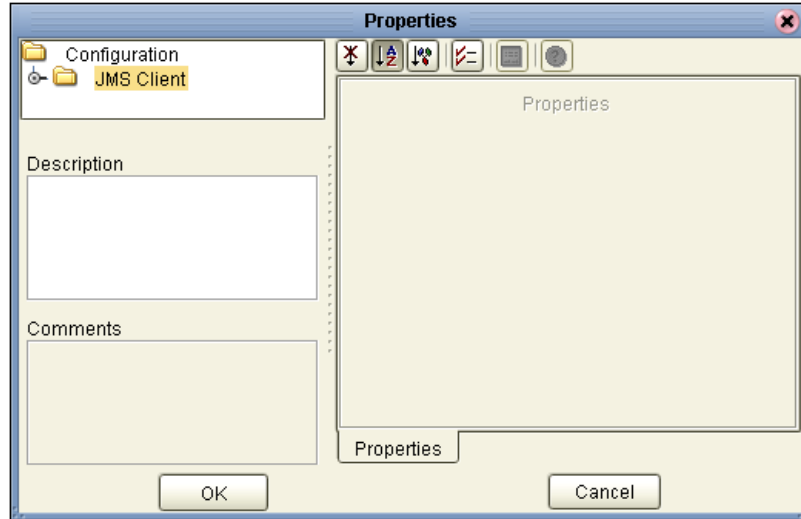 Properties
Configuration
JMS Client
Description
Comments
Properties
Properties
OK
Cancel